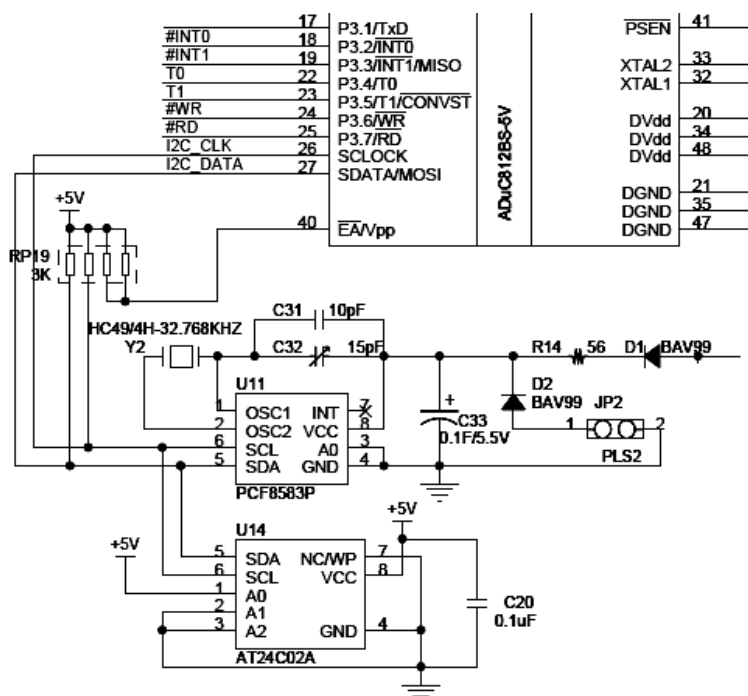 17 P3.1/TxD PSEN 41
#INT0 18 P3.2/INT0
#INT1 19 P3.3/INT1/MISO XTAL2 33
T0 22 P3.4/T0 XTAL1 32
T1 23 P3.5/T1/CONVST
#WR 24 P3.6/WR DVdd 20
#RD 25 P3.7/RD DVdd 34
I2C_CLK 26 SCLOCK DVdd 48
I2C_DATA 27 SDATA/MOSI
ADuC812BS-5V
DGND 21
DGND 35
40 EA/Vpp DGND 47
+5V
RP19
3K
C31 10pF
HC49/4H-32.768KHZ
Y2 C32 15pF R14 56 D1 BAV99
U11 D2
BAV99 JP2
1 OSC1 INT 7
2 OSC2 VCC 8
6 SCL A0 3
5 SDA GND 4
PCF8583P
C33
0.1F/5.5V
+
1 2
PLS2
U14 +5V
+5V
5 SDA NC/WP 7
6 SCL VCC 8
1 A0
2 A1
3 A2 GND 4
AT24C02A
C20
0.1uF